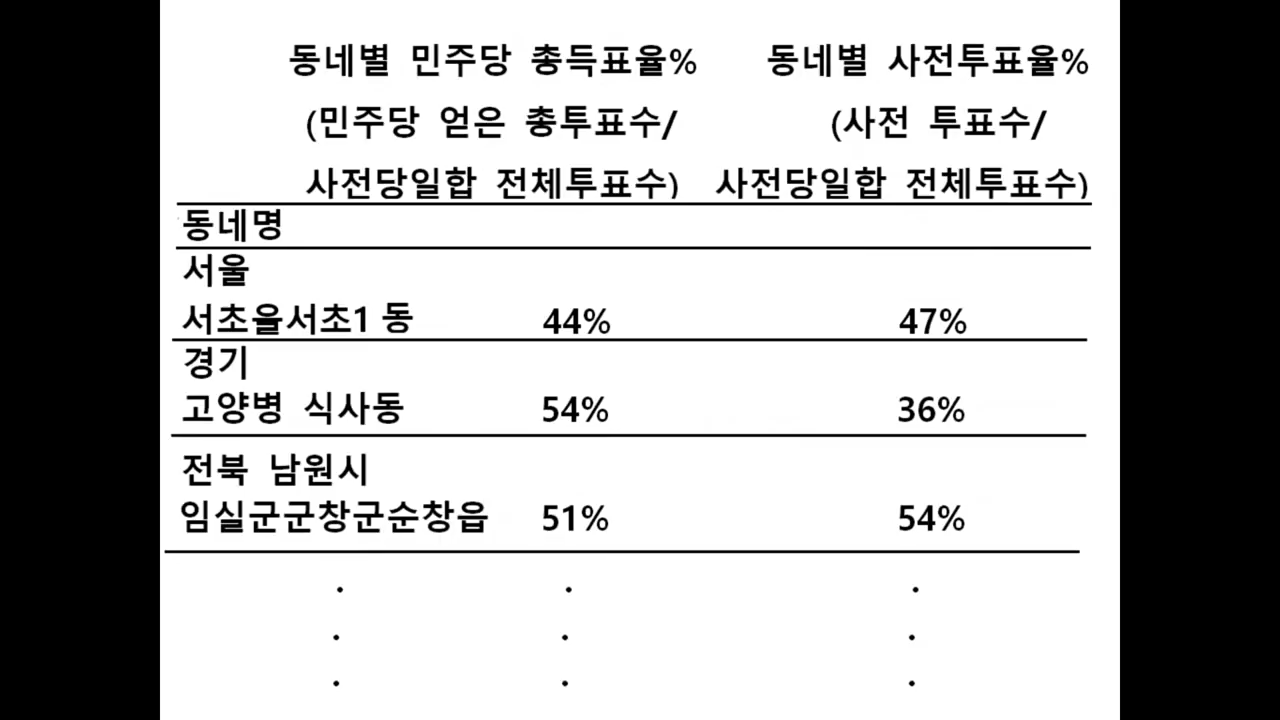 동네별 민주당 총득표율% 동네별 사전투표율%
(민주당 얻은 총투표수/ (사전 투표수/
사전당일합 전체투표수) 사전당일합 전체투표수)
동네명
서울
서초을서초1 동 44% 47%
경기
고양병 식사동 54% 36%
전북 남원시
임실군군창군순창읍 51% 54%
. . .
. . .
. . .